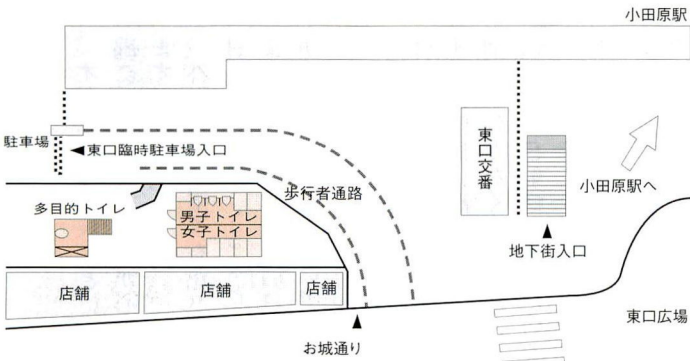 小田原駅
駐車場
◀東口臨時駐車場入口
東口交番
小田原駅へ
歩行者通路
多目的トイレ
男子トイレ
女子トイレ
地下街入口
店舗
店舗
店舗
東口広場
お城通り